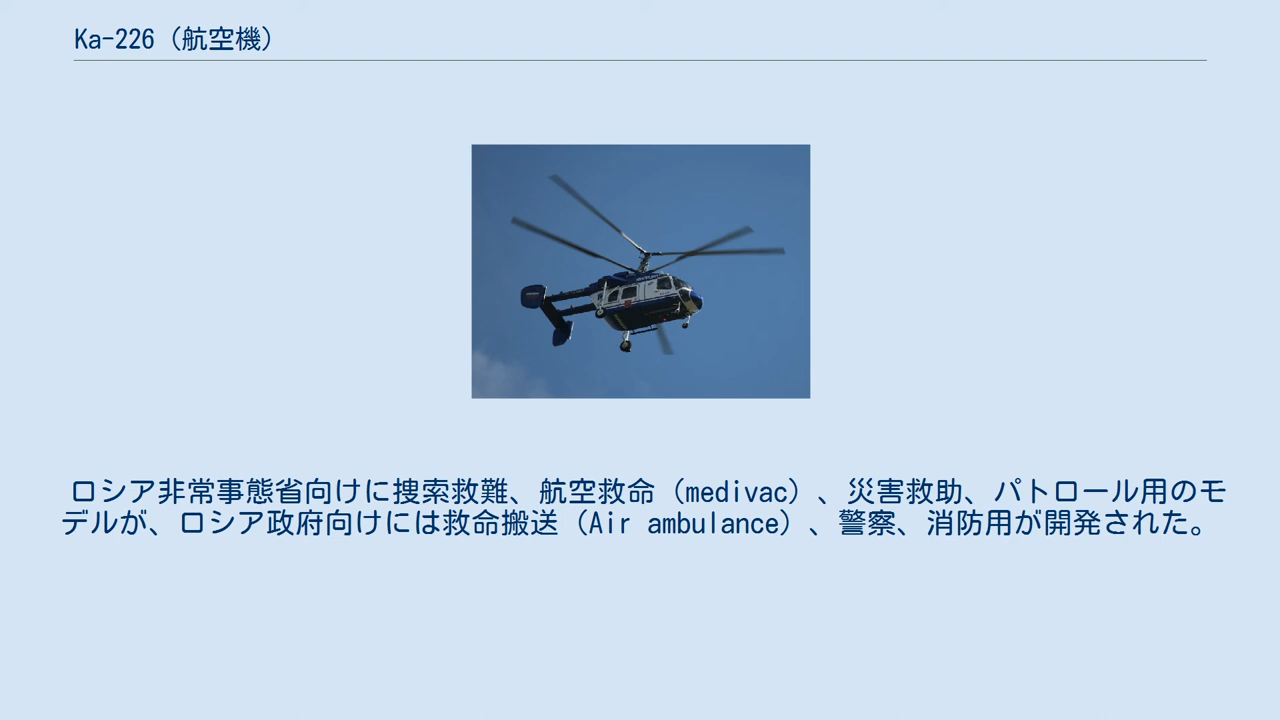 Ka-226（航空機）
ロシア非常事態省向けに捜索救難、航空救命（medivac）、災害救助、パトロール用のモ
デルが、ロシア政府向けには救命搬送（Air ambulance）、警察、消防用が開発された。